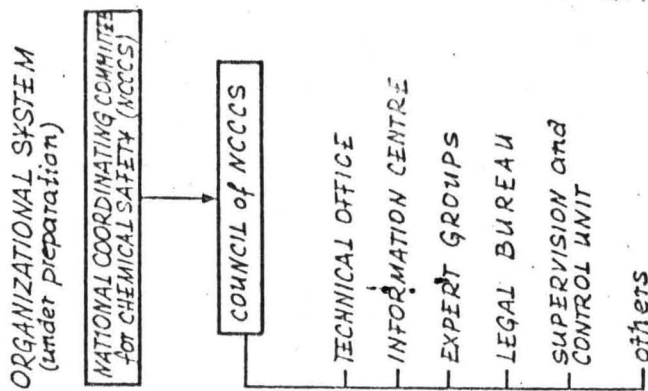 ORGANIZATIONAL SYSTEM
(under preparation)
NATIONAL COORDINATING COMMITTEE
for CHEMICAL SAFETY (NCCCS)
COUNCIL of NCCCS
TECHNICAL OFFICE
INFORMATION CENTRE
EXPERT GROUPS
LEGAL BUREAU
SUPERVISION and
CONTROL UNIT
others